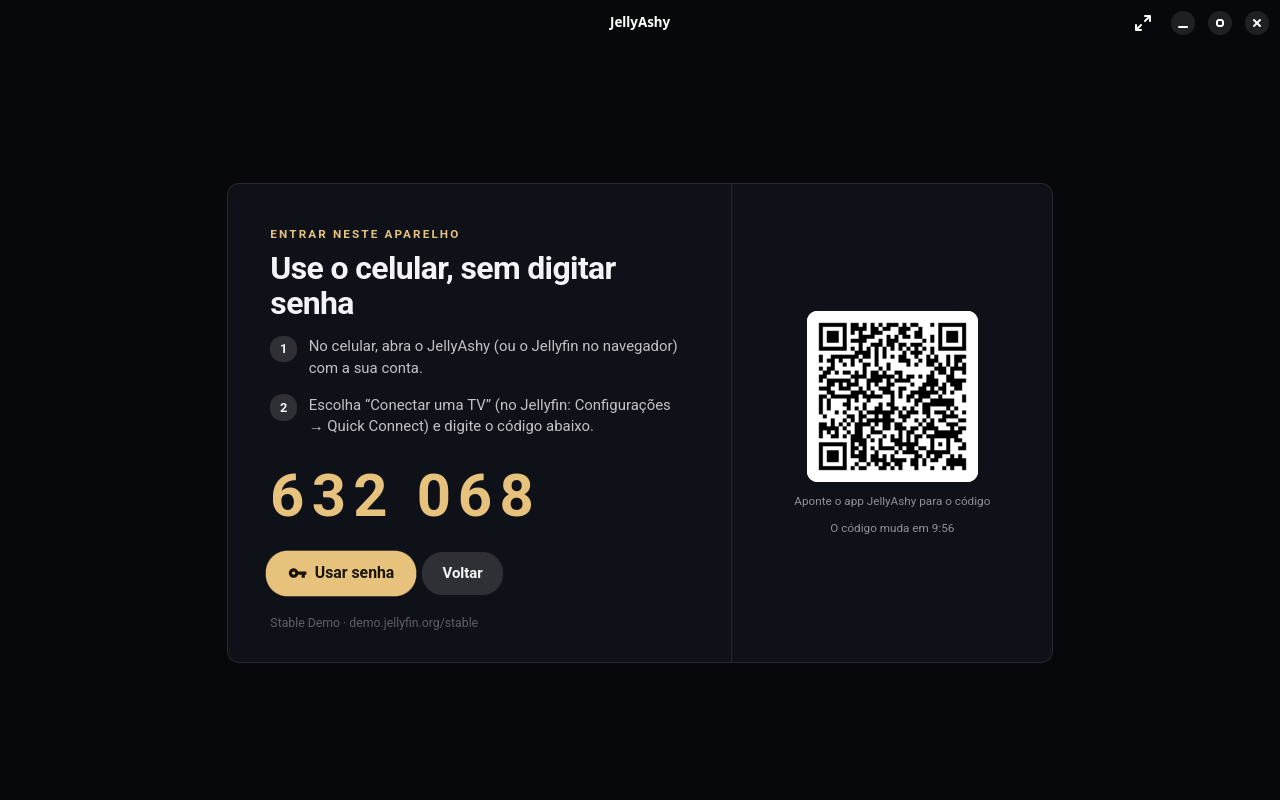 JellyAshy
ENTRAR NESTE APARELHO
Use o celular, sem digitar
senha
1 No celular, abra o JellyAshy (ou o Jellyfin no navegador)
com a sua conta.
2 Escolha “Conectar uma TV” (no Jellyfin: Configurações
→ Quick Connect) e digite o código abaixo.
632 068
Usar senha Voltar
Stable Demo · demo.jellyfin.org/stable
Aponte o app JellyAshy para o código
O código muda em 9:56